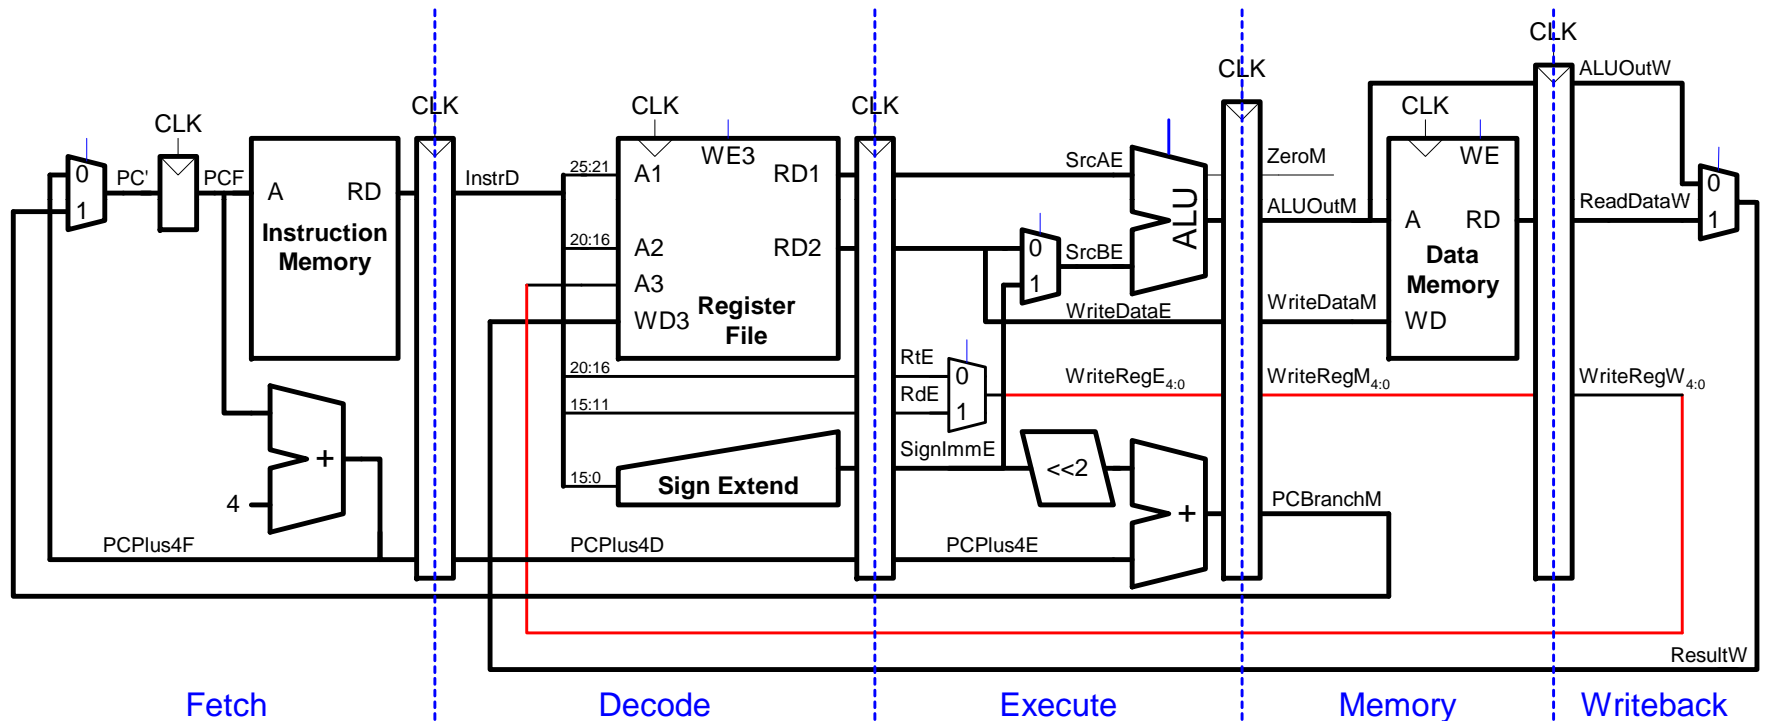 CLK
ALUOutW
CLK
CLK
CLK
CLK
CLK
CLK
CLK
0
1
PC'
PCF
A
RD
Instruction
Memory
InstrD
25:21
A1
WE3
RD1
20:16
A2
RD2
A3
WD3
Register
File
SrcAE
0
1
SrcBE
ALU
ZeroM
ALUOutM
WE
A
RD
Data
Memory
WD
ReadDataW
0
1
WriteDataE
WriteDataM
20:16
RtE
0
15:11
RdE
1
WriteRegE4:0
WriteRegM4:0
WriteRegW4:0
SignImmE
15:0
Sign Extend
<<2
+
4
+
PCBranchM
PCPlus4F
PCPlus4D
PCPlus4E
ResultW
Fetch
Decode
Execute
Memory
Writeback